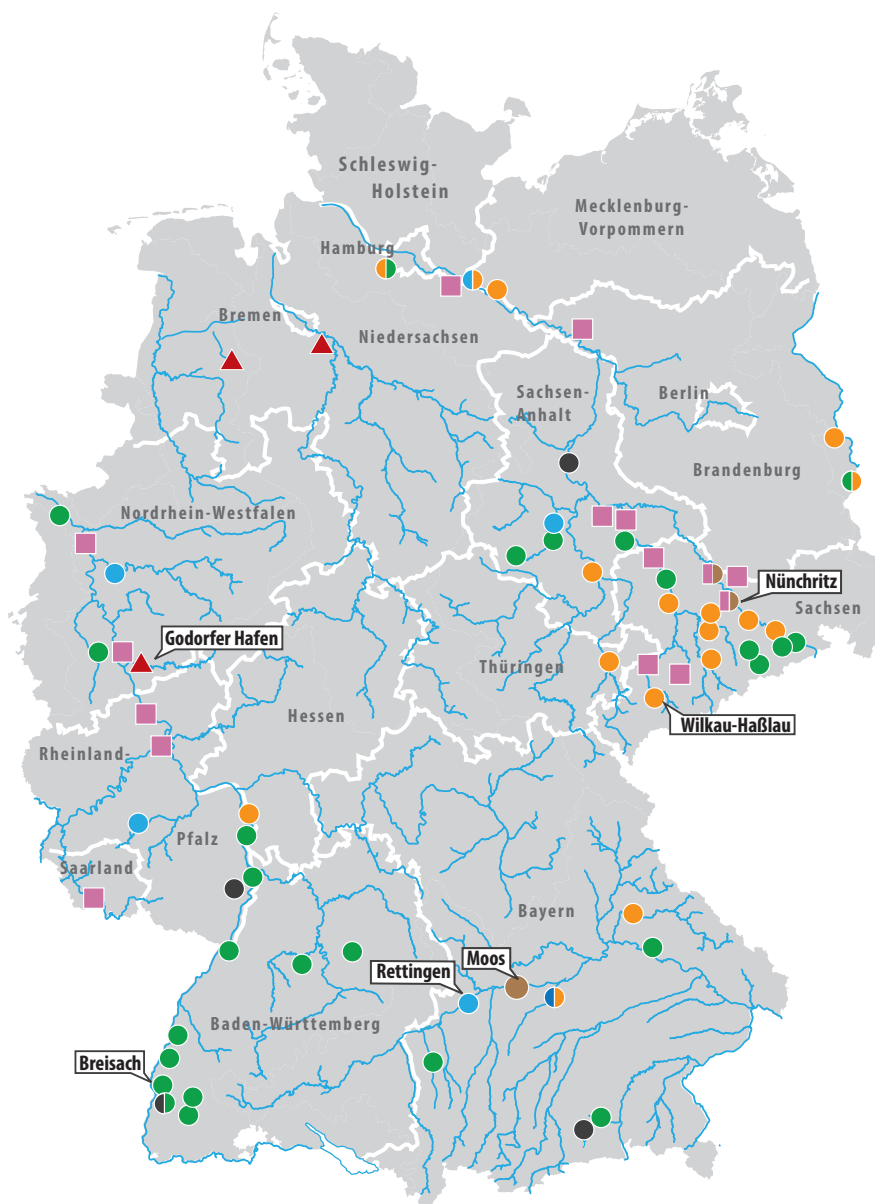 Schleswig-
Holstein
Mecklenburg-
Vorpommern
Hamburg
Bremen
Niedersachsen
Sachsen-
Anhalt
Berlin
Brandenburg
Nordrhein-Westfalen
Nünchritz
Sachsen
Godorfer Hafen
Thüringen
Hessen
Wilkau-Haßlau
Rheinland-
Pfalz
Saarland
Bayern
Moos
Rettingen
Baden-Württemberg
Breisach